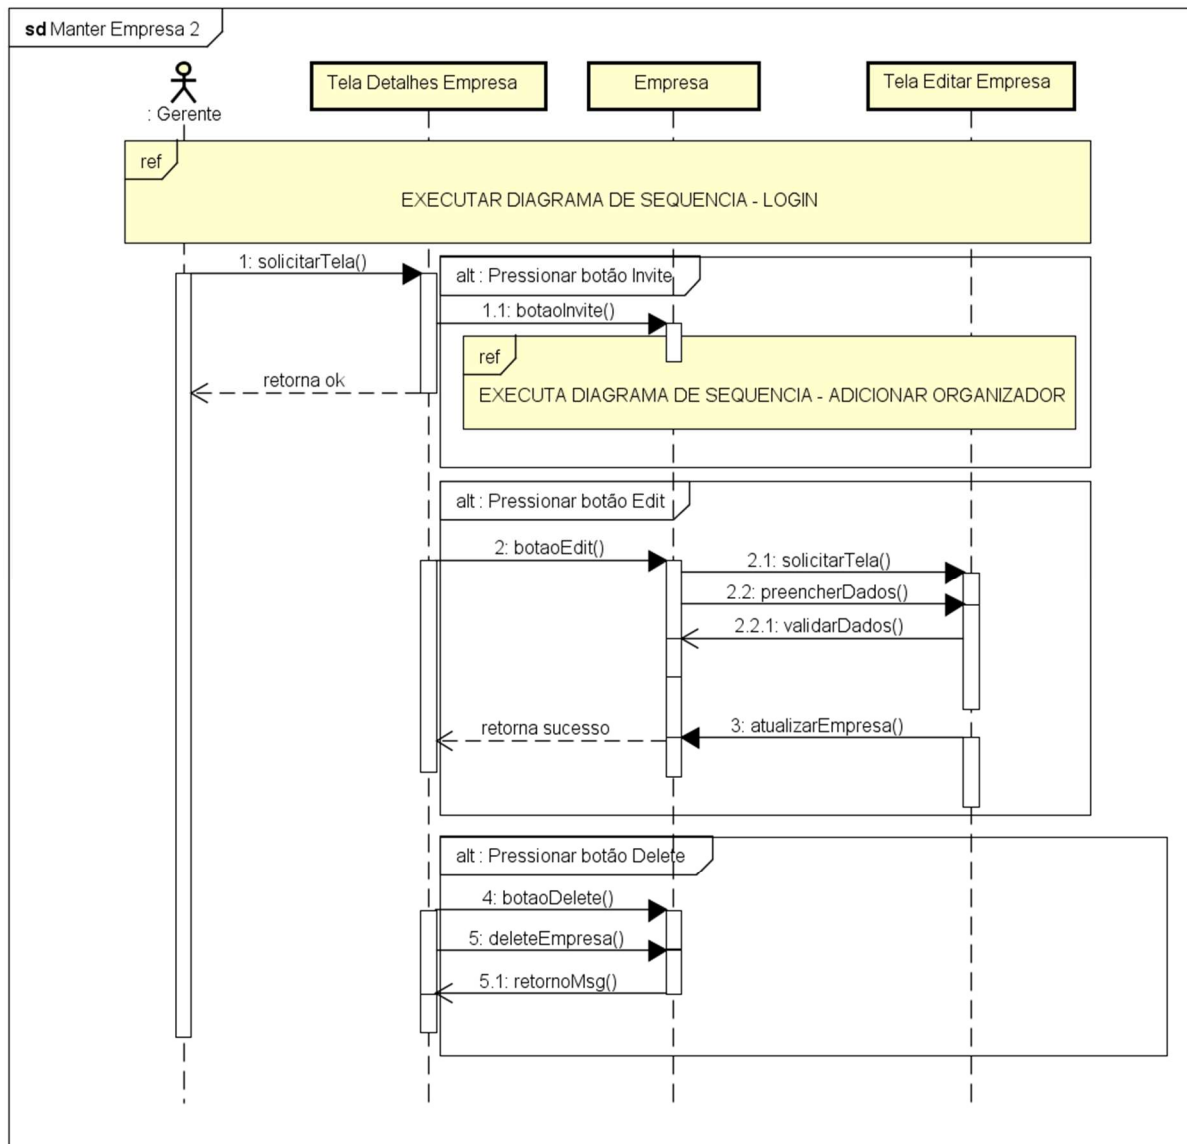 sd Manter Empresa 2
: Gerente
Tela Detalhes Empresa
Empresa
Tela Editar Empresa
ref
EXECUTAR DIAGRAMA DE SEQUENCIA - LOGIN
1: solicitarTela()
alt : Pressionar botão Invite
1.1: botaoInvite()
ref
retorna ok
EXECUTA DIAGRAMA DE SEQUENCIA - ADICIONAR ORGANIZADOR
alt : Pressionar botão Edit
2: botaoEdit()
2.1: solicitarTela()
2.2: preencherDados()
2.2.1: validarDados()
retorna sucesso
3: atualizarEmpresa()
alt : Pressionar botão Delete
4: botaoDelete()
5: deleteEmpresa()
5.1: retornoMsg()